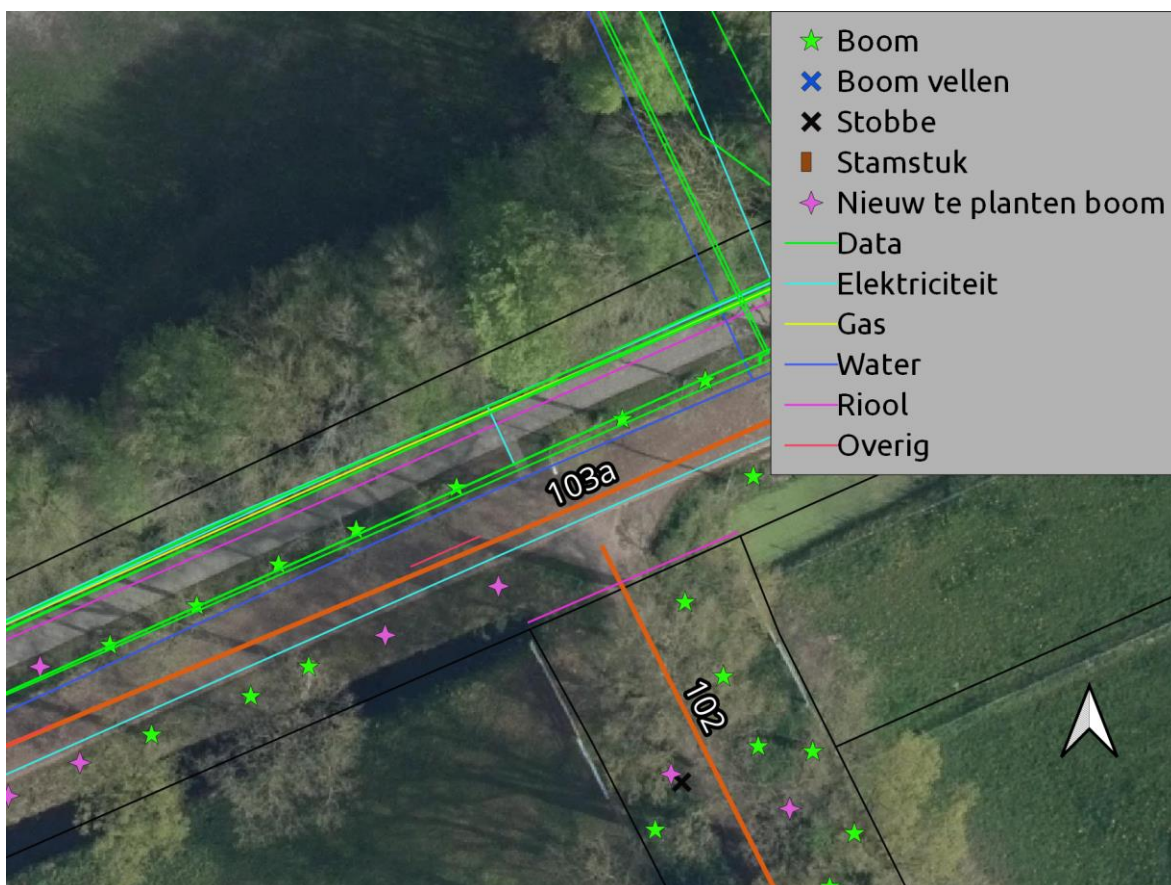 Boom
Boom vellen
Stobbe
Stamstuk
Nieuw te planten boom
Data
Elektriciteit
Gas
Water
Riool
Overig
103a
102